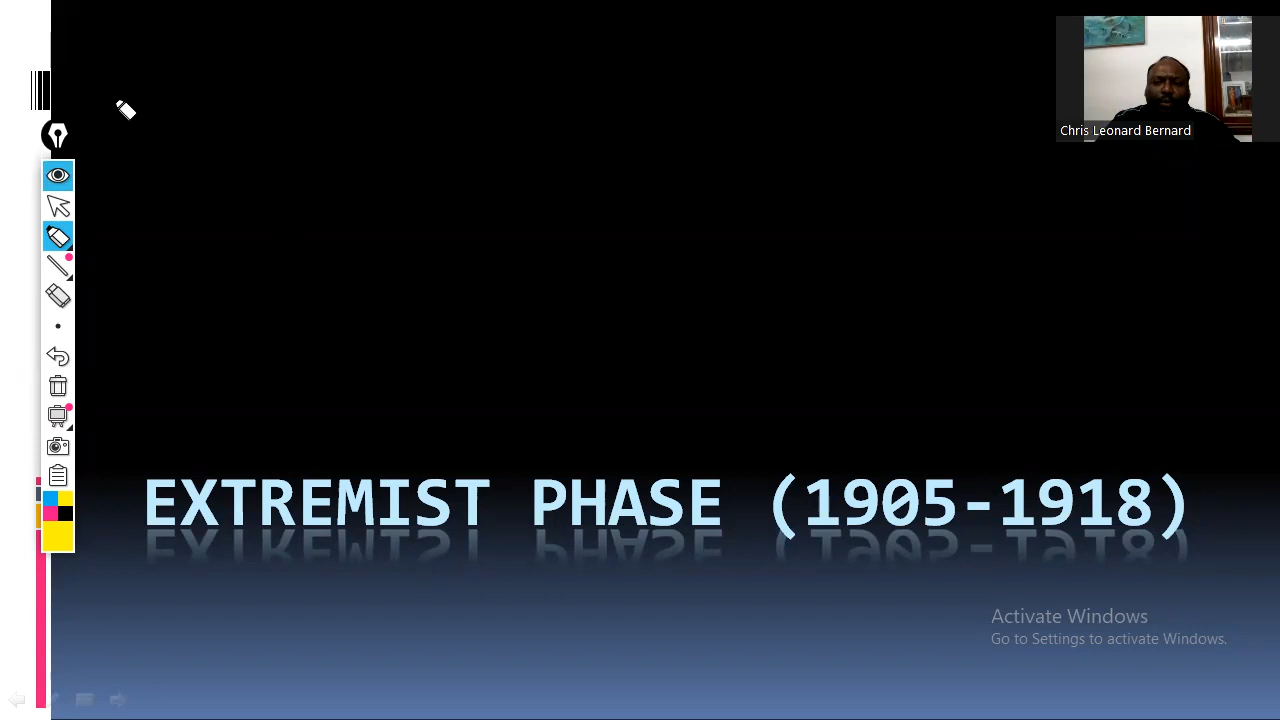 Chris Leonard Bernard
EXTREMIST PHASE (1905-1918)
Activate Windows
Go to Settings to activate Windows.